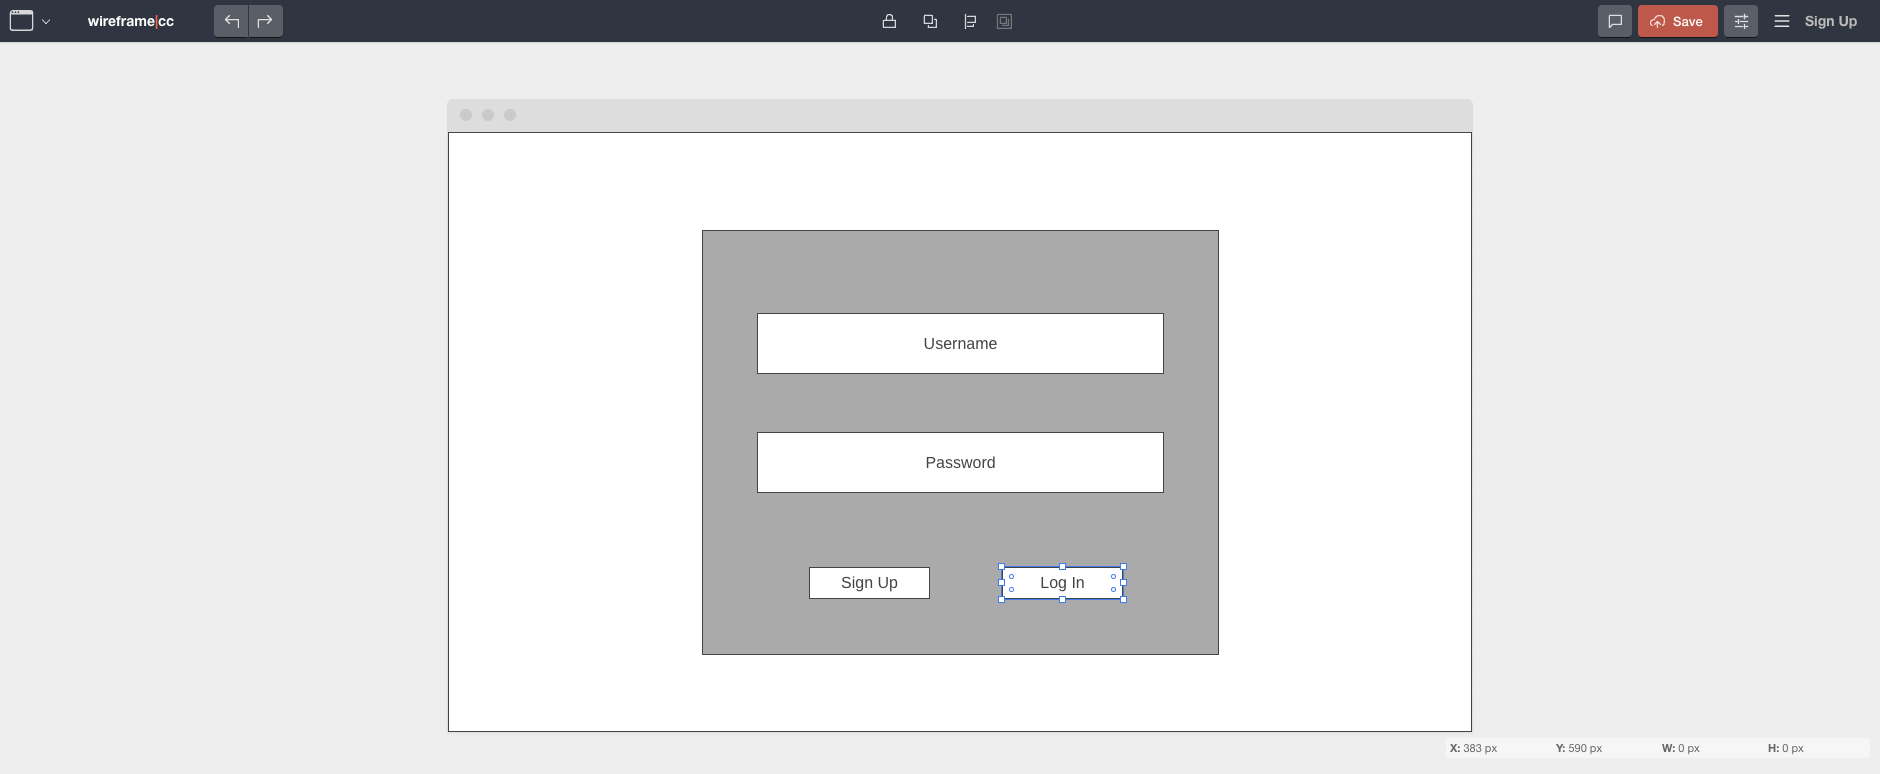 wireframe|cc
Save
Sign Up
Username
Password
Sign Up
Log In
X: 383 px Y: 590 px W: 0 px H: 0 px